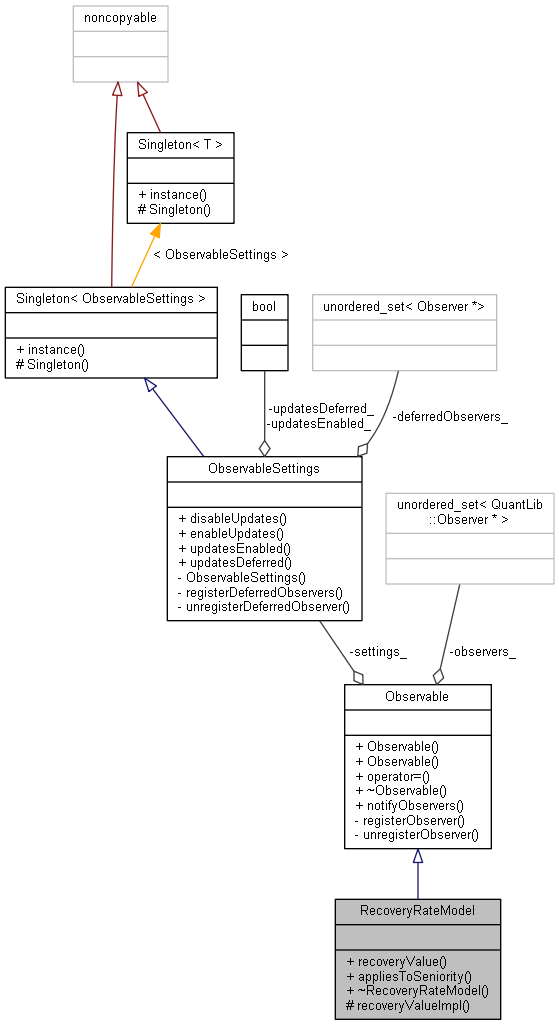 noncopyable
Singleton< T >
+ instance()
# Singleton()
< ObservableSettings >
Singleton< ObservableSettings >
+ instance()
# Singleton()
bool
unordered_set< Observer *>
-updatesDeferred_
-updatesEnabled_
-deferredObservers_
ObservableSettings
+ disableUpdates()
+ enableUpdates()
+ updatesEnabled()
+ updatesDeferred()
- ObservableSettings()
- registerDeferredObservers()
- unregisterDeferredObserver()
unordered_set< QuantLib
::Observer * >
-settings_
-observers_
Observable
+ Observable()
+ Observable()
+ operator=()
+ ~Observable()
+ notifyObservers()
- registerObserver()
- unregisterObserver()
RecoveryRateModel
+ recoveryValue()
+ appliesToSeniority()
+ ~RecoveryRateModel()
# recoveryValueImpl()